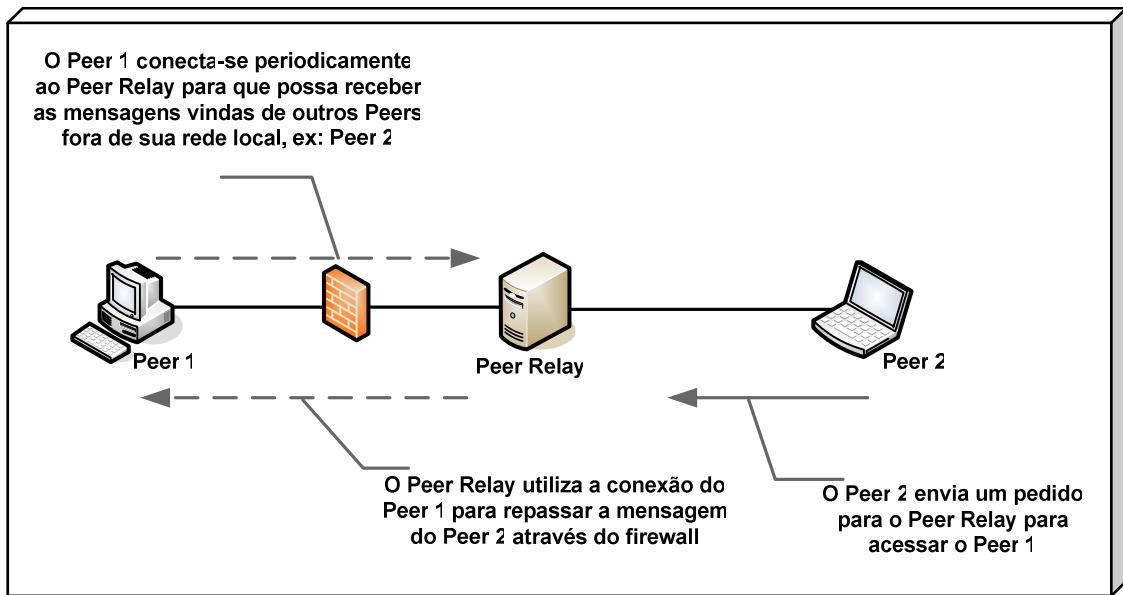 O Peer 1 conecta-se periodicamente
ao Peer Relay para que possa receber
as mensagens vindas de outros Peers
fora de sua rede local, ex: Peer 2
Peer 1
Peer Relay
Peer 2
O Peer Relay utiliza a conexão do
Peer 1 para repassar a mensagem
do Peer 2 através do firewall
O Peer 2 envia um pedido
para o Peer Relay para
acessar o Peer 1